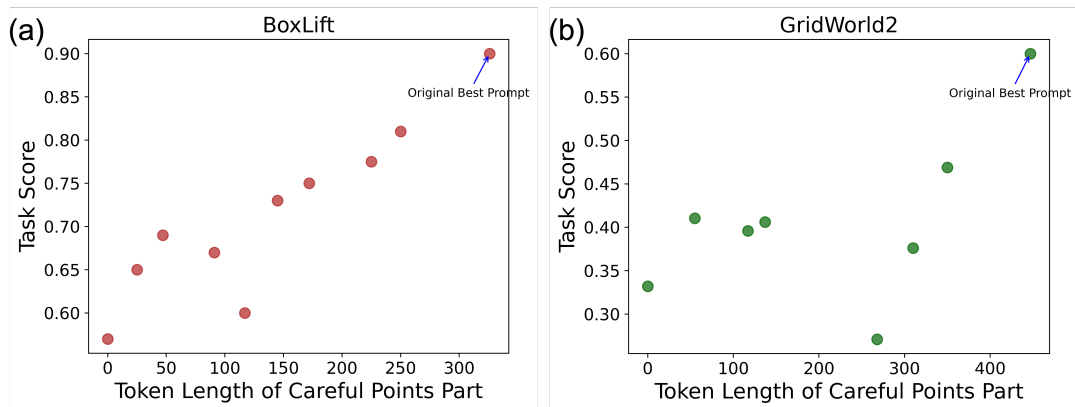 (a)
BoxLift
0.90
0.85
0.80
0.75
0.70
0.65
0.60
Task Score
Original Best Prompt
0
50
100
150
200
250
300
Token Length of Careful Points Part
(b)
GridWorld2
0.60
0.55
0.50
0.45
0.40
0.35
0.30
Task Score
Original Best Prompt
0
100
200
300
400
Token Length of Careful Points Part